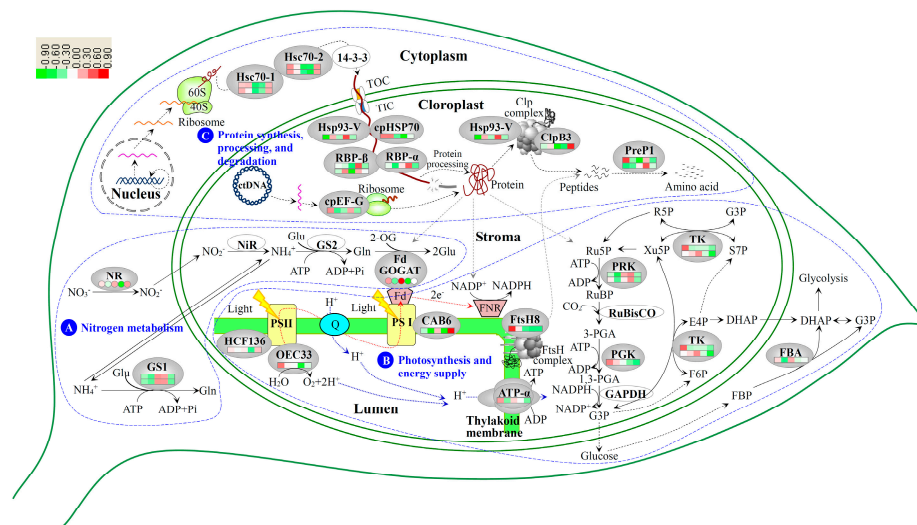 -0.90
-0.60
-0.30
0.00
0.30
0.60
0.90
Cytoplasm
Hsc70-1
Hsc70-2
14-3-3
60S
40S
Ribosome
TOC
TIC
Cloroplast
C Protein synthesis,
processing, and
degradation
Nucleus
ctDNA
Hsp93-V
cpHSP70
RBP-β
RBP-α
Protein
processing
cpEF-G
Ribosome
Protein
Hsp93-V
Clp
complex
ClpB3
Peptides
PreP1
Amino acid
Stroma
NR
NO₃⁻
NO₂⁻
NO₂⁻
NiR
NH₄⁺
Glu
GS2
Gln
ATP
ADP+Pi
2-OG
2Glu
Fd
GOGAT
A Nitrogen metabolism
GS1
Glu
NH₄⁺
Gln
ATP
ADP+Pi
Light
H⁺
Light
Fd
2e⁻
NADP⁺
NADPH
FNR
PSII
Q
PS I
CAB6
FtsH8
HCF136
OEC33
H₂O
O₂+2H⁺
H⁺
B Photosynthesis and
energy supply
FtsH
complex
Lumen
H⁺
ATP
ATP-α
ADP
Thylakoid
membrane
R5P
G3P
TK
Ru5P
Xu5P
S7P
ATP
ADP
PRK
RuBP
CO₂
RuBisCO
3-PGA
ATP
ADP
PGK
1,3-PGA
NADPH
NADP
GAPDH
G3P
Glucose
E4P
DHAP
DHAP
G3P
TK
F6P
FBA
FBP
Glycolysis